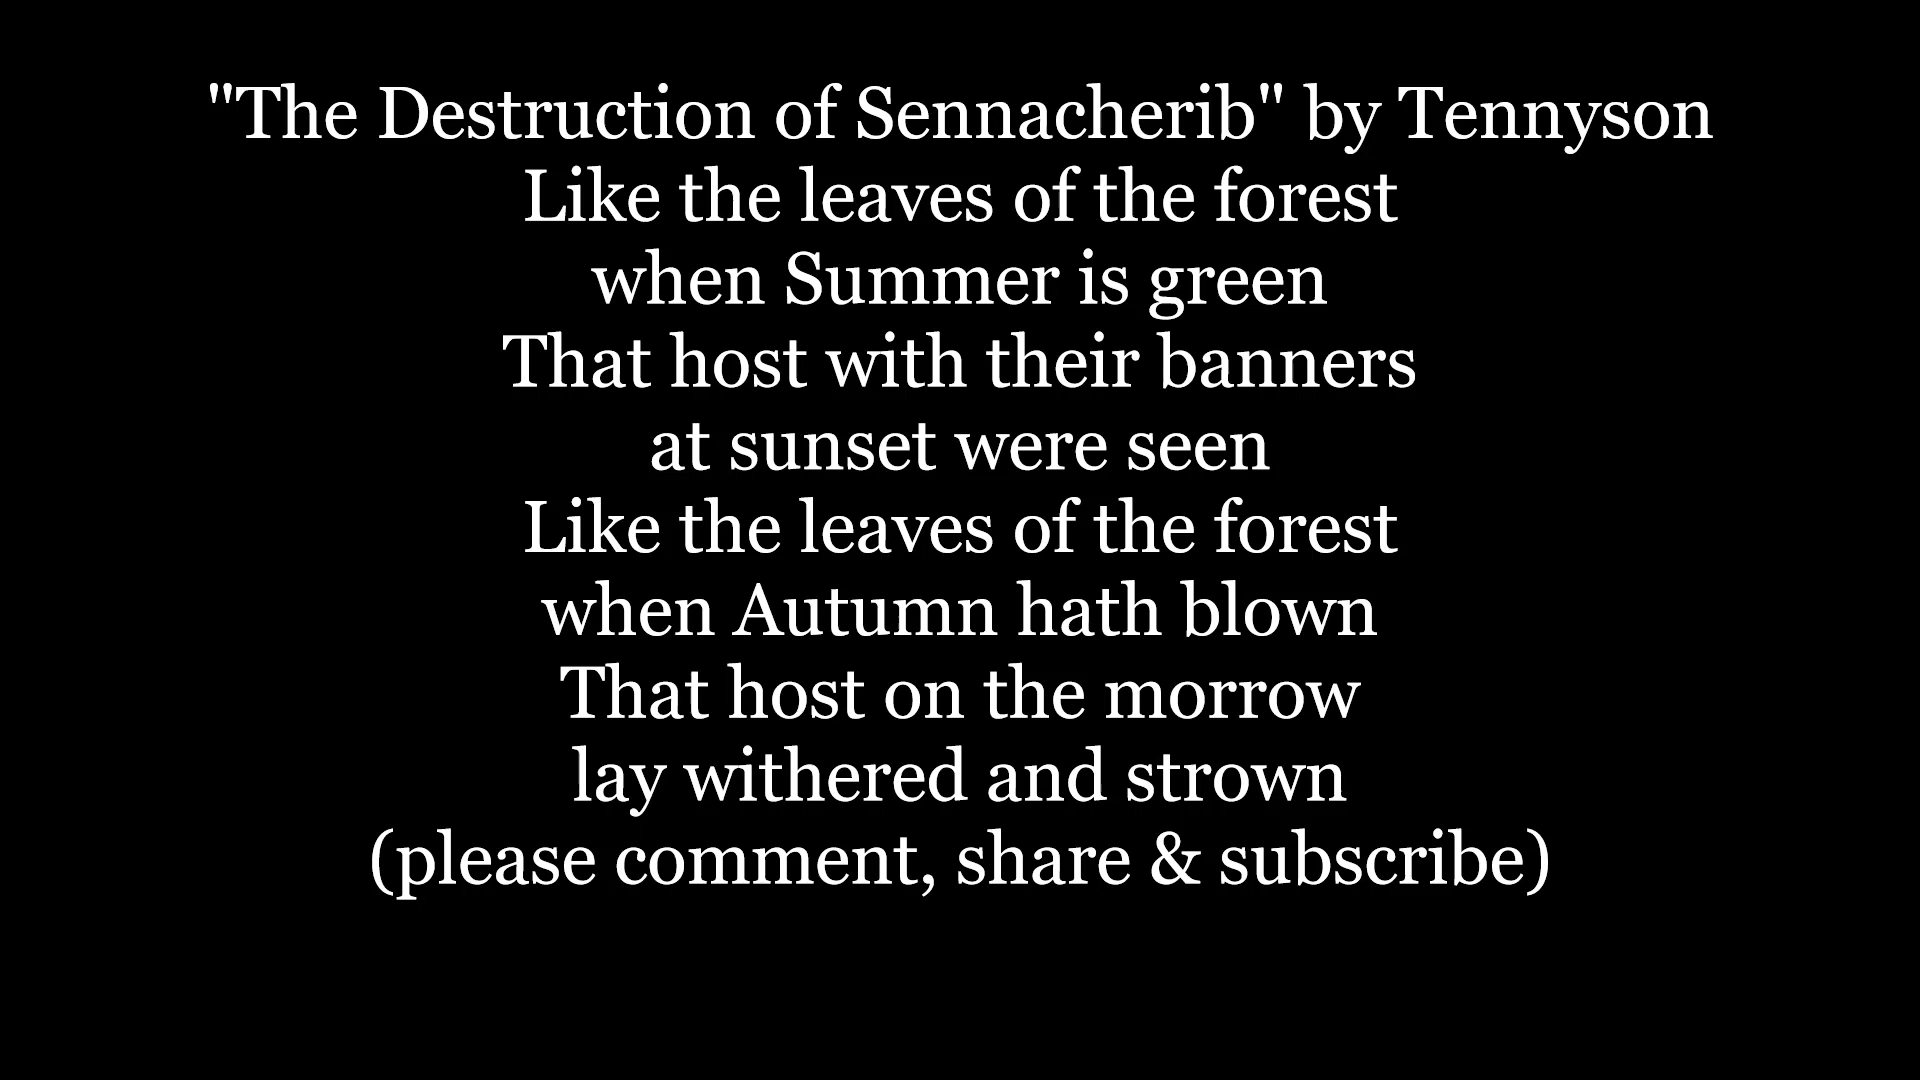 "The Destruction of Sennacherib" by Tennyson
Like the leaves of the forest
when Summer is green
That host with their banners
at sunset were seen
Like the leaves of the forest
when Autumn hath blown
That host on the morrow
lay withered and strown
(please comment, share & subscribe)